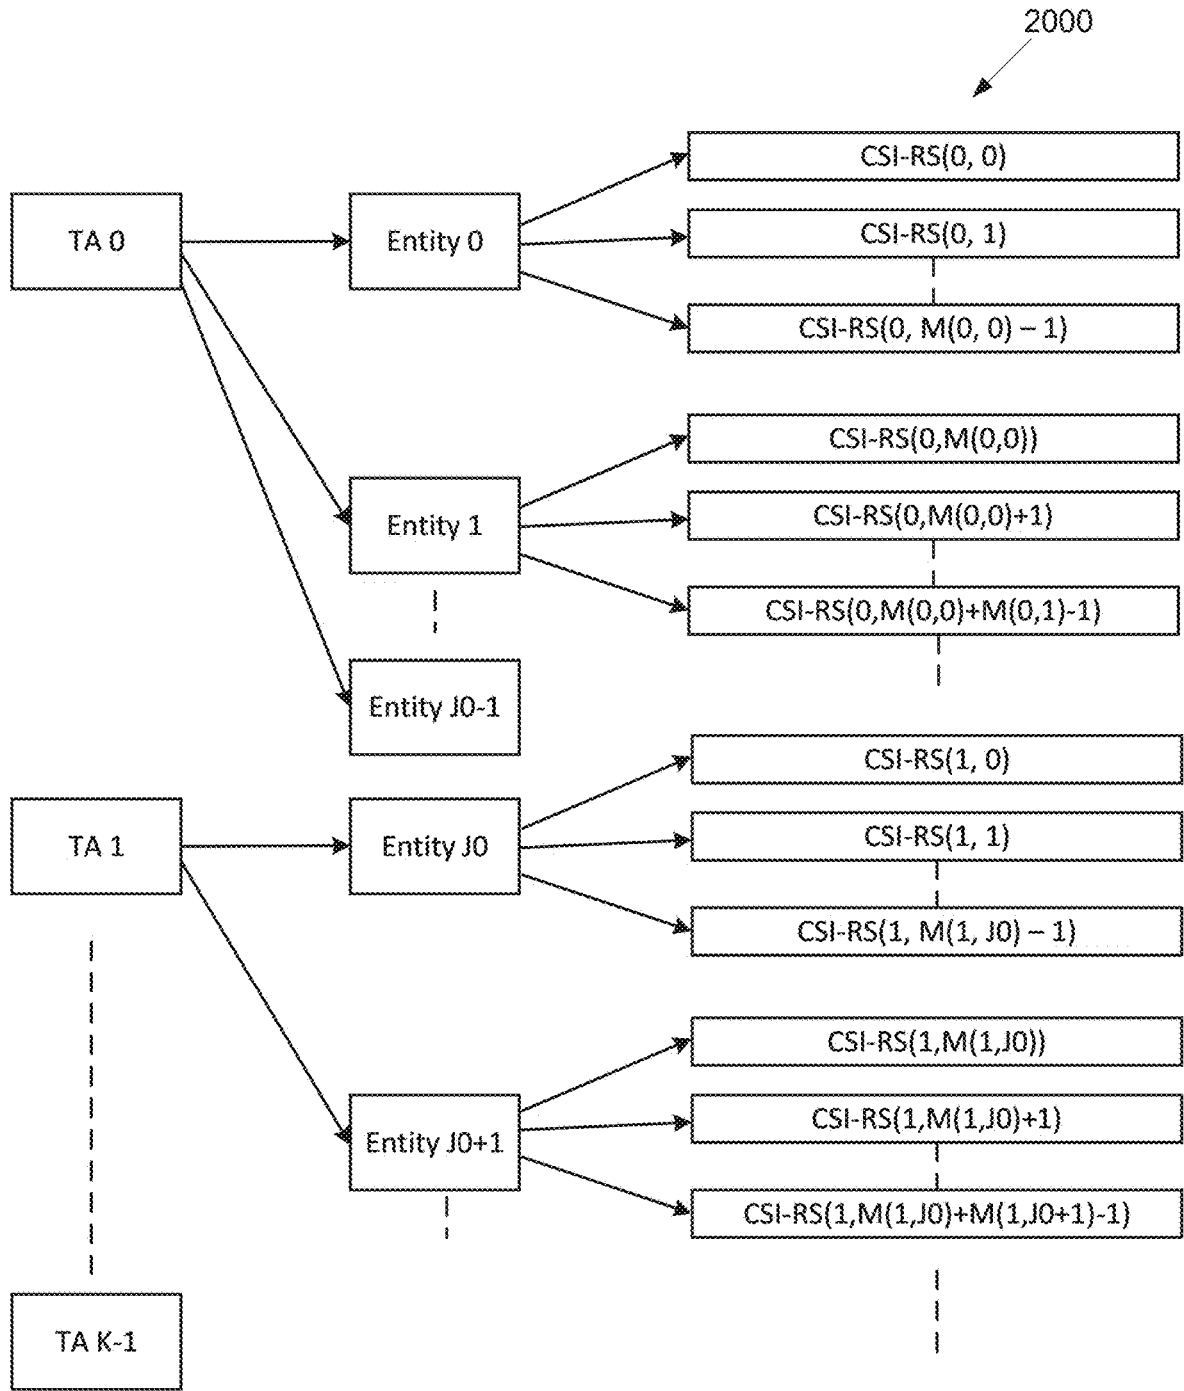 2000
CSI-RS(0, 0)
TA 0
Entity 0
CSI-RS(0, 1)
CSI-RS(0, M(0, 0) – 1)
CSI-RS(0,M(0,0))
Entity 1
CSI-RS(0,M(0,0)+1)
CSI-RS(0,M(0,0)+M(0,1)-1)
Entity J0-1
CSI-RS(1, 0)
TA 1
Entity J0
CSI-RS(1, 1)
CSI-RS(1, M(1, J0) – 1)
CSI-RS(1,M(1,J0))
Entity J0+1
CSI-RS(1,M(1,J0)+1)
CSI-RS(1,M(1,J0)+M(1,J0+1)-1)
TA K-1